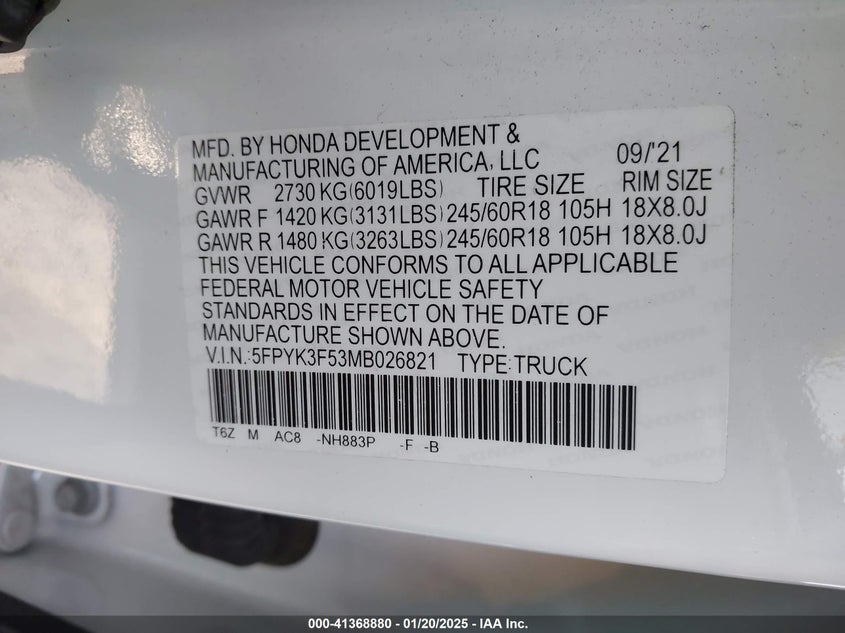 MFD. BY HONDA DEVELOPMENT &
MANUFACTURING OF AMERICA, LLC 09/'21
GVWR 2730 KG(6019LBS) TIRE SIZE RIM SIZE
GAWR F 1420 KG(3131LBS) 245/60R18 105H 18X8.0J
GAWR R 1480 KG(3263LBS) 245/60R18 105H 18X8.0J
THIS VEHICLE CONFORMS TO ALL APPLICABLE
FEDERAL MOTOR VEHICLE SAFETY
STANDARDS IN EFFECT ON THE DATE OF
MANUFACTURE SHOWN ABOVE.
V.I.N.:5FPYK3F53MB026821 TYPE:TRUCK
T6Z M AC8 -NH883P -F -B
000-41368880 — 01/20/2025 — IAA Inc.